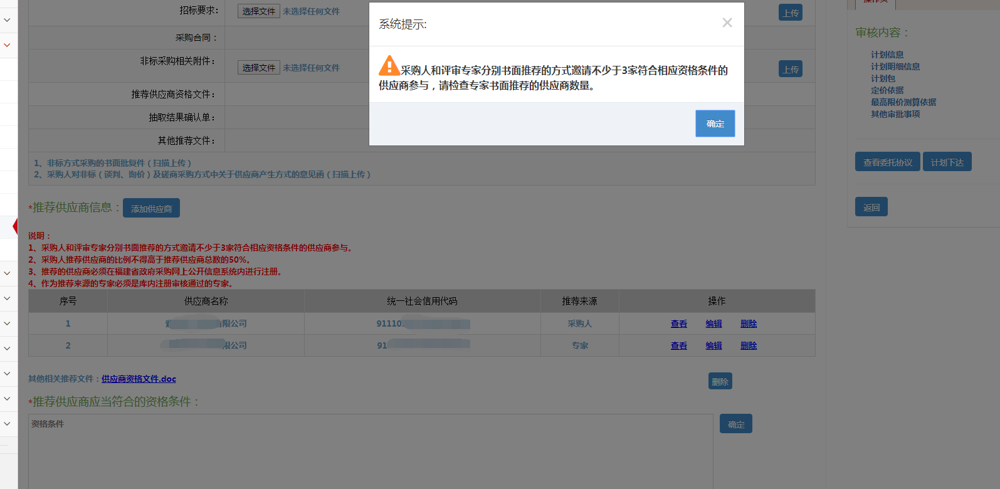 招标要求：
选择文件 未选择任何文件
上传
采购合同：
非标采购相关附件：
选择文件 未选择任何文件
上传
推荐供应商资格文件：
抽取结果确认单：
其他推荐文件：
1、非标方式采购的书面批复件（扫描上传）
2、采购人对非标（谈判、询价）及磋商采购方式中关于供应商产生方式的意见函（扫描上传）
系统提示:
×
采购人和评审专家分别书面推荐的方式邀请不少于3家符合相应资格条件的
供应商参与，请检查专家书面推荐的供应商数量。
确定
*推荐供应商信息：
添加供应商
说明：
1、采购人和评审专家分别书面推荐的方式邀请不少于3家符合相应资格条件的供应商参与。
2、采购人推荐供应商的比例不得高于推荐供应商总数的50%。
3、推荐的供应商必须在福建省政府采购网上公开信息系统内进行注册。
4、作为推荐来源的专家必须是库内注册审核通过的专家。
序号 供应商名称 统一社会信用代码 推荐来源 操作
1 限公司 91110 采购人 查看 编辑 删除
2 限公司 91 专家 查看 编辑 删除
其他相关推荐文件：供应商资格文件.doc
删除
*推荐供应商应当符合的资格条件：
资格条件
确定
审核内容：
计划信息
计划明细信息
计划包
定价依据
最高限价测算依据
其他审批事项
查看委托协议 计划下达
返回